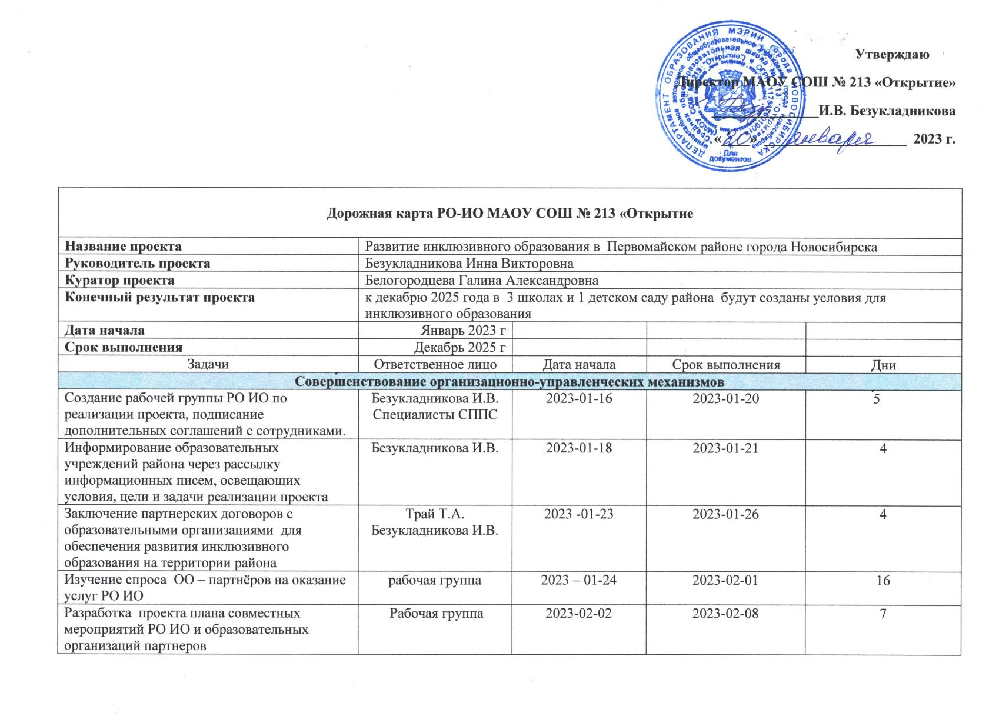 Утверждаю
Директор МАОУ СОШ № 213 «Открытие»
И.В. Безукладникова
«20» января 2023 г.
ДЕПАРТАМЕНТ ОБРАЗОВАНИЯ МЭРИИ ГОРОДА НОВОСИБИРСКА
Для
документов
Дорожная карта РО-ИО МАОУ СОШ № 213 «Открытие
Название проекта
Развитие инклюзивного образования в Первомайском районе города Новосибирска
Руководитель проекта
Безукладникова Инна Викторовна
Куратор проекта
Белогородцева Галина Александровна
Конечный результат проекта
к декабрю 2025 года в 3 школах и 1 детском саду района будут созданы условия для
инклюзивного образования
Дата начала
Январь 2023 г
Срок выполнения
Декабрь 2025 г
Задачи
Ответственное лицо
Дата начала
Срок выполнения
Дни
Совершенствование организационно-управленческих механизмов
Создание рабочей группы РО ИО по
реализации проекта, подписание
дополнительных соглашений с сотрудниками.
Безукладникова И.В.
Специалисты СППС
2023-01-16
2023-01-20
5
Информирование образовательных
учреждений района через рассылку
информационных писем, освещающих
условия, цели и задачи реализации проекта
Безукладникова И.В.
2023-01-18
2023-01-21
4
Заключение партнерских договоров с
образовательными организациями для
обеспечения развития инклюзивного
образования на территории района
Трай Т.А.
Безукладникова И.В.
2023 -01-23
2023-01-26
4
Изучение спроса ОО – партнёров на оказание
услуг РО ИО
рабочая группа
2023 – 01-24
2023-02-01
16
Разработка проекта плана совместных
мероприятий РО ИО и образовательных
организаций партнеров
Рабочая группа
2023-02-02
2023-02-08
7